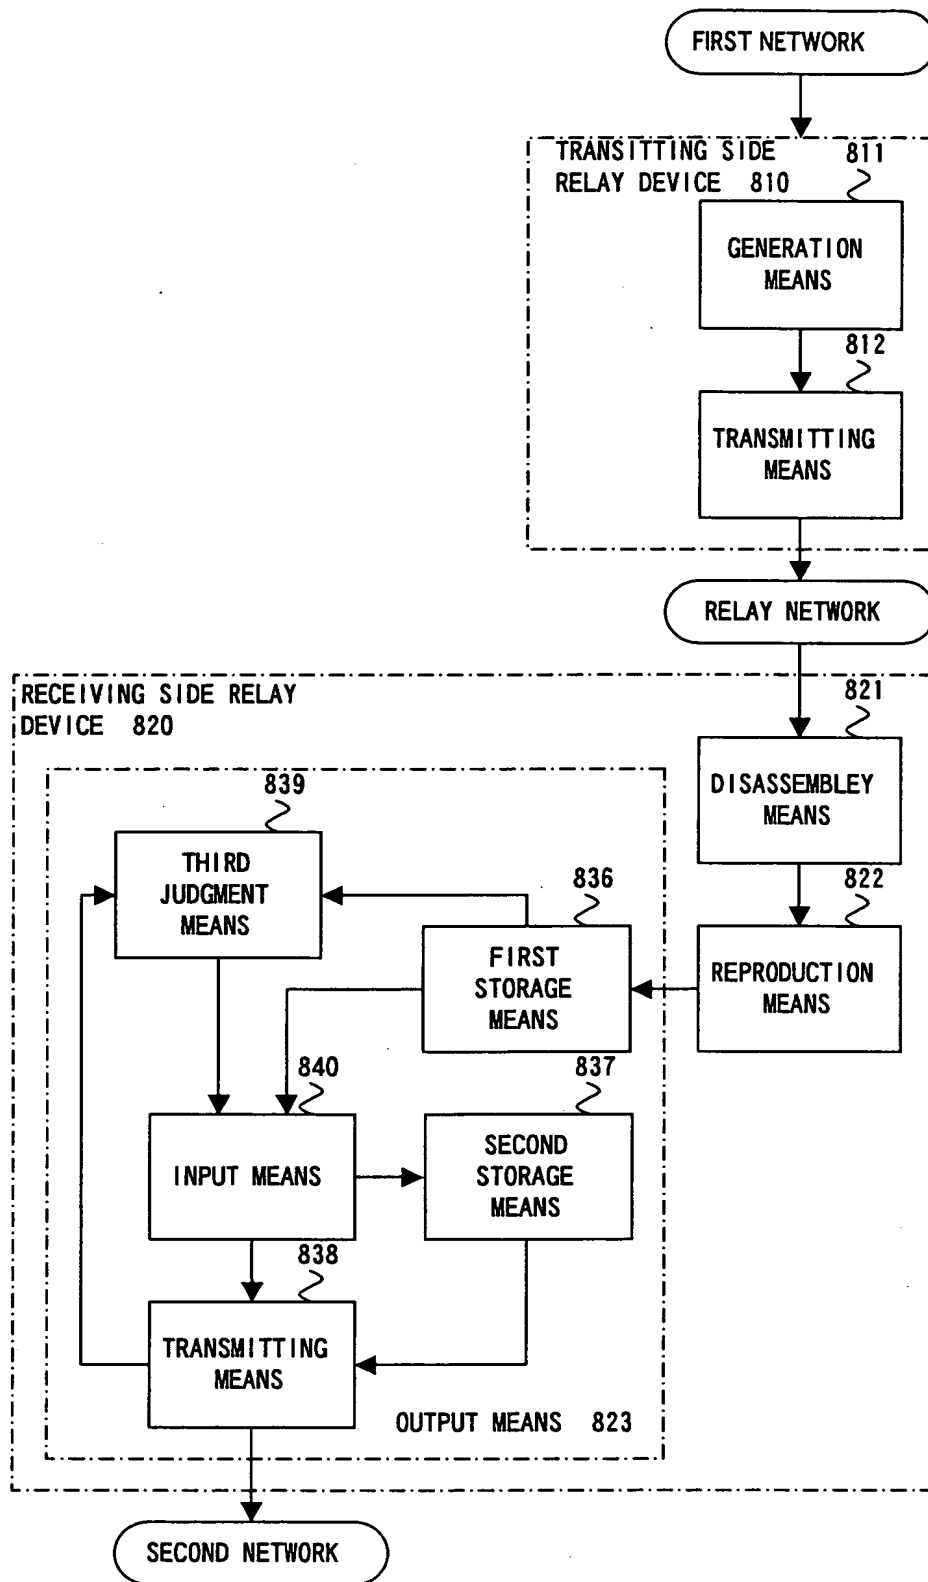 FIRST NETWORK
TRANSITTING SIDE
RELAY DEVICE 810
811
GENERATION
MEANS
812
TRANSMITTING
MEANS
RELAY NETWORK
RECEIVING SIDE RELAY
DEVICE 820
821
DISASSEMBLEY
MEANS
839
THIRD
JUDGMENT
MEANS
836
FIRST
STORAGE
MEANS
822
REPRODUCTION
MEANS
840
INPUT MEANS
837
SECOND
STORAGE
MEANS
838
TRANSMITTING
MEANS
OUTPUT MEANS 823
SECOND NETWORK